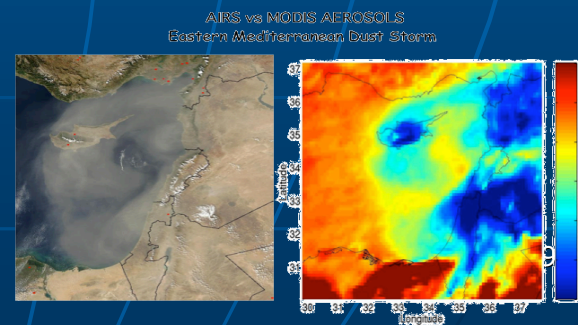 AIRS vs MODIS AEROSOLS
Eastern Mediterranean Dust Storm
37
36
35
34
33
32
31
Latitude
30 31 32 33 34 35 36 37
Longitude